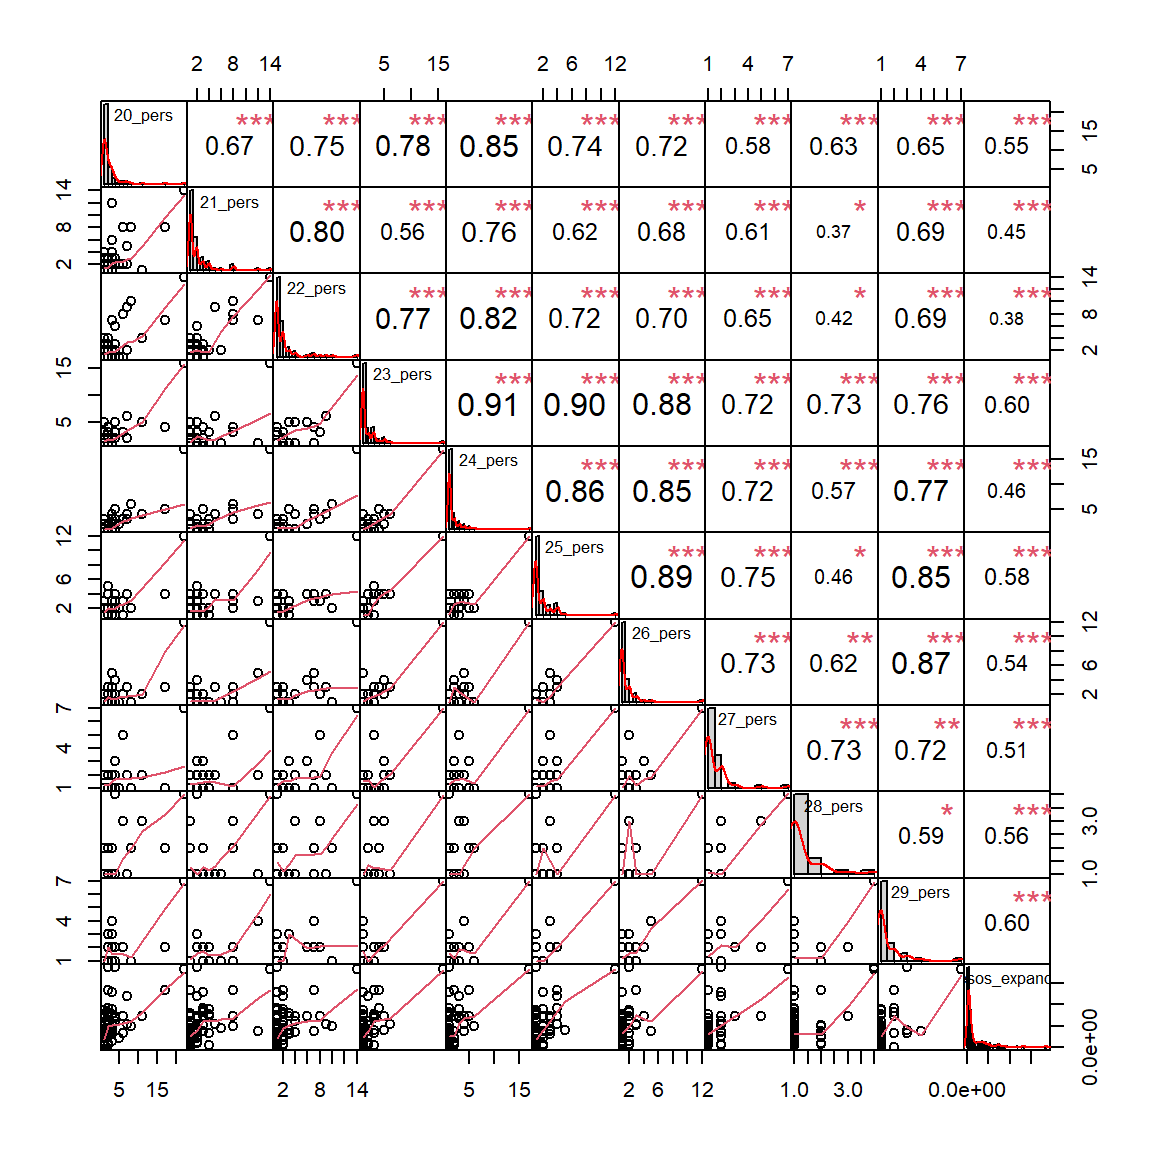 2 8 14 5 15 2 6 12 1 4 7 1 4 7
20_pers *** 0.67 *** 0.75 *** 0.78 *** 0.85 *** 0.74 *** 0.72 *** 0.58 *** 0.63 *** 0.65 *** 0.55 5 15
2 8 14 21_pers *** 0.80 *** 0.56 *** 0.76 *** 0.62 *** 0.68 *** 0.61 * 0.37 *** 0.69 *** 0.45
22_pers *** 0.77 *** 0.82 *** 0.72 *** 0.70 *** 0.65 * 0.42 *** 0.69 *** 0.38 2 8 14
5 15 23_pers *** 0.91 *** 0.90 *** 0.88 *** 0.72 *** 0.73 *** 0.76 *** 0.60
24_pers *** 0.86 *** 0.85 *** 0.72 *** 0.57 *** 0.77 *** 0.46 5 15
2 6 12 25_pers *** 0.89 *** 0.75 * 0.46 *** 0.85 *** 0.58
26_pers *** 0.73 ** 0.62 *** 0.87 *** 0.54 2 6 12
1 4 7 27_pers *** 0.73 ** 0.72 *** 0.51
28_pers * 0.59 *** 0.56 1.0 3.0
1 4 7 29_pers *** 0.60
sos_expand 0.0e+00
5 15 2 8 14 5 15 2 6 12 1.0 3.0 0.0e+00